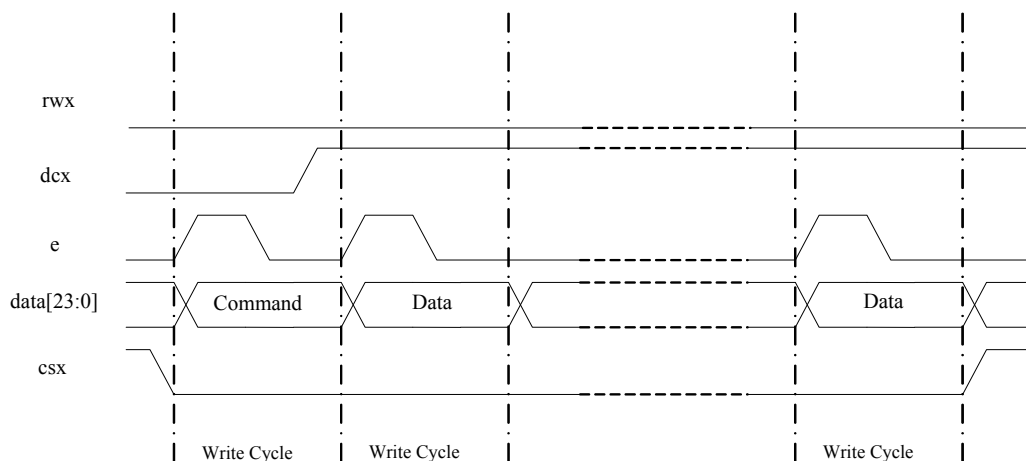 rwx
dcx
e
data[23:0]
Command
Data
Data
csx
Write Cycle
Write Cycle
Write Cycle